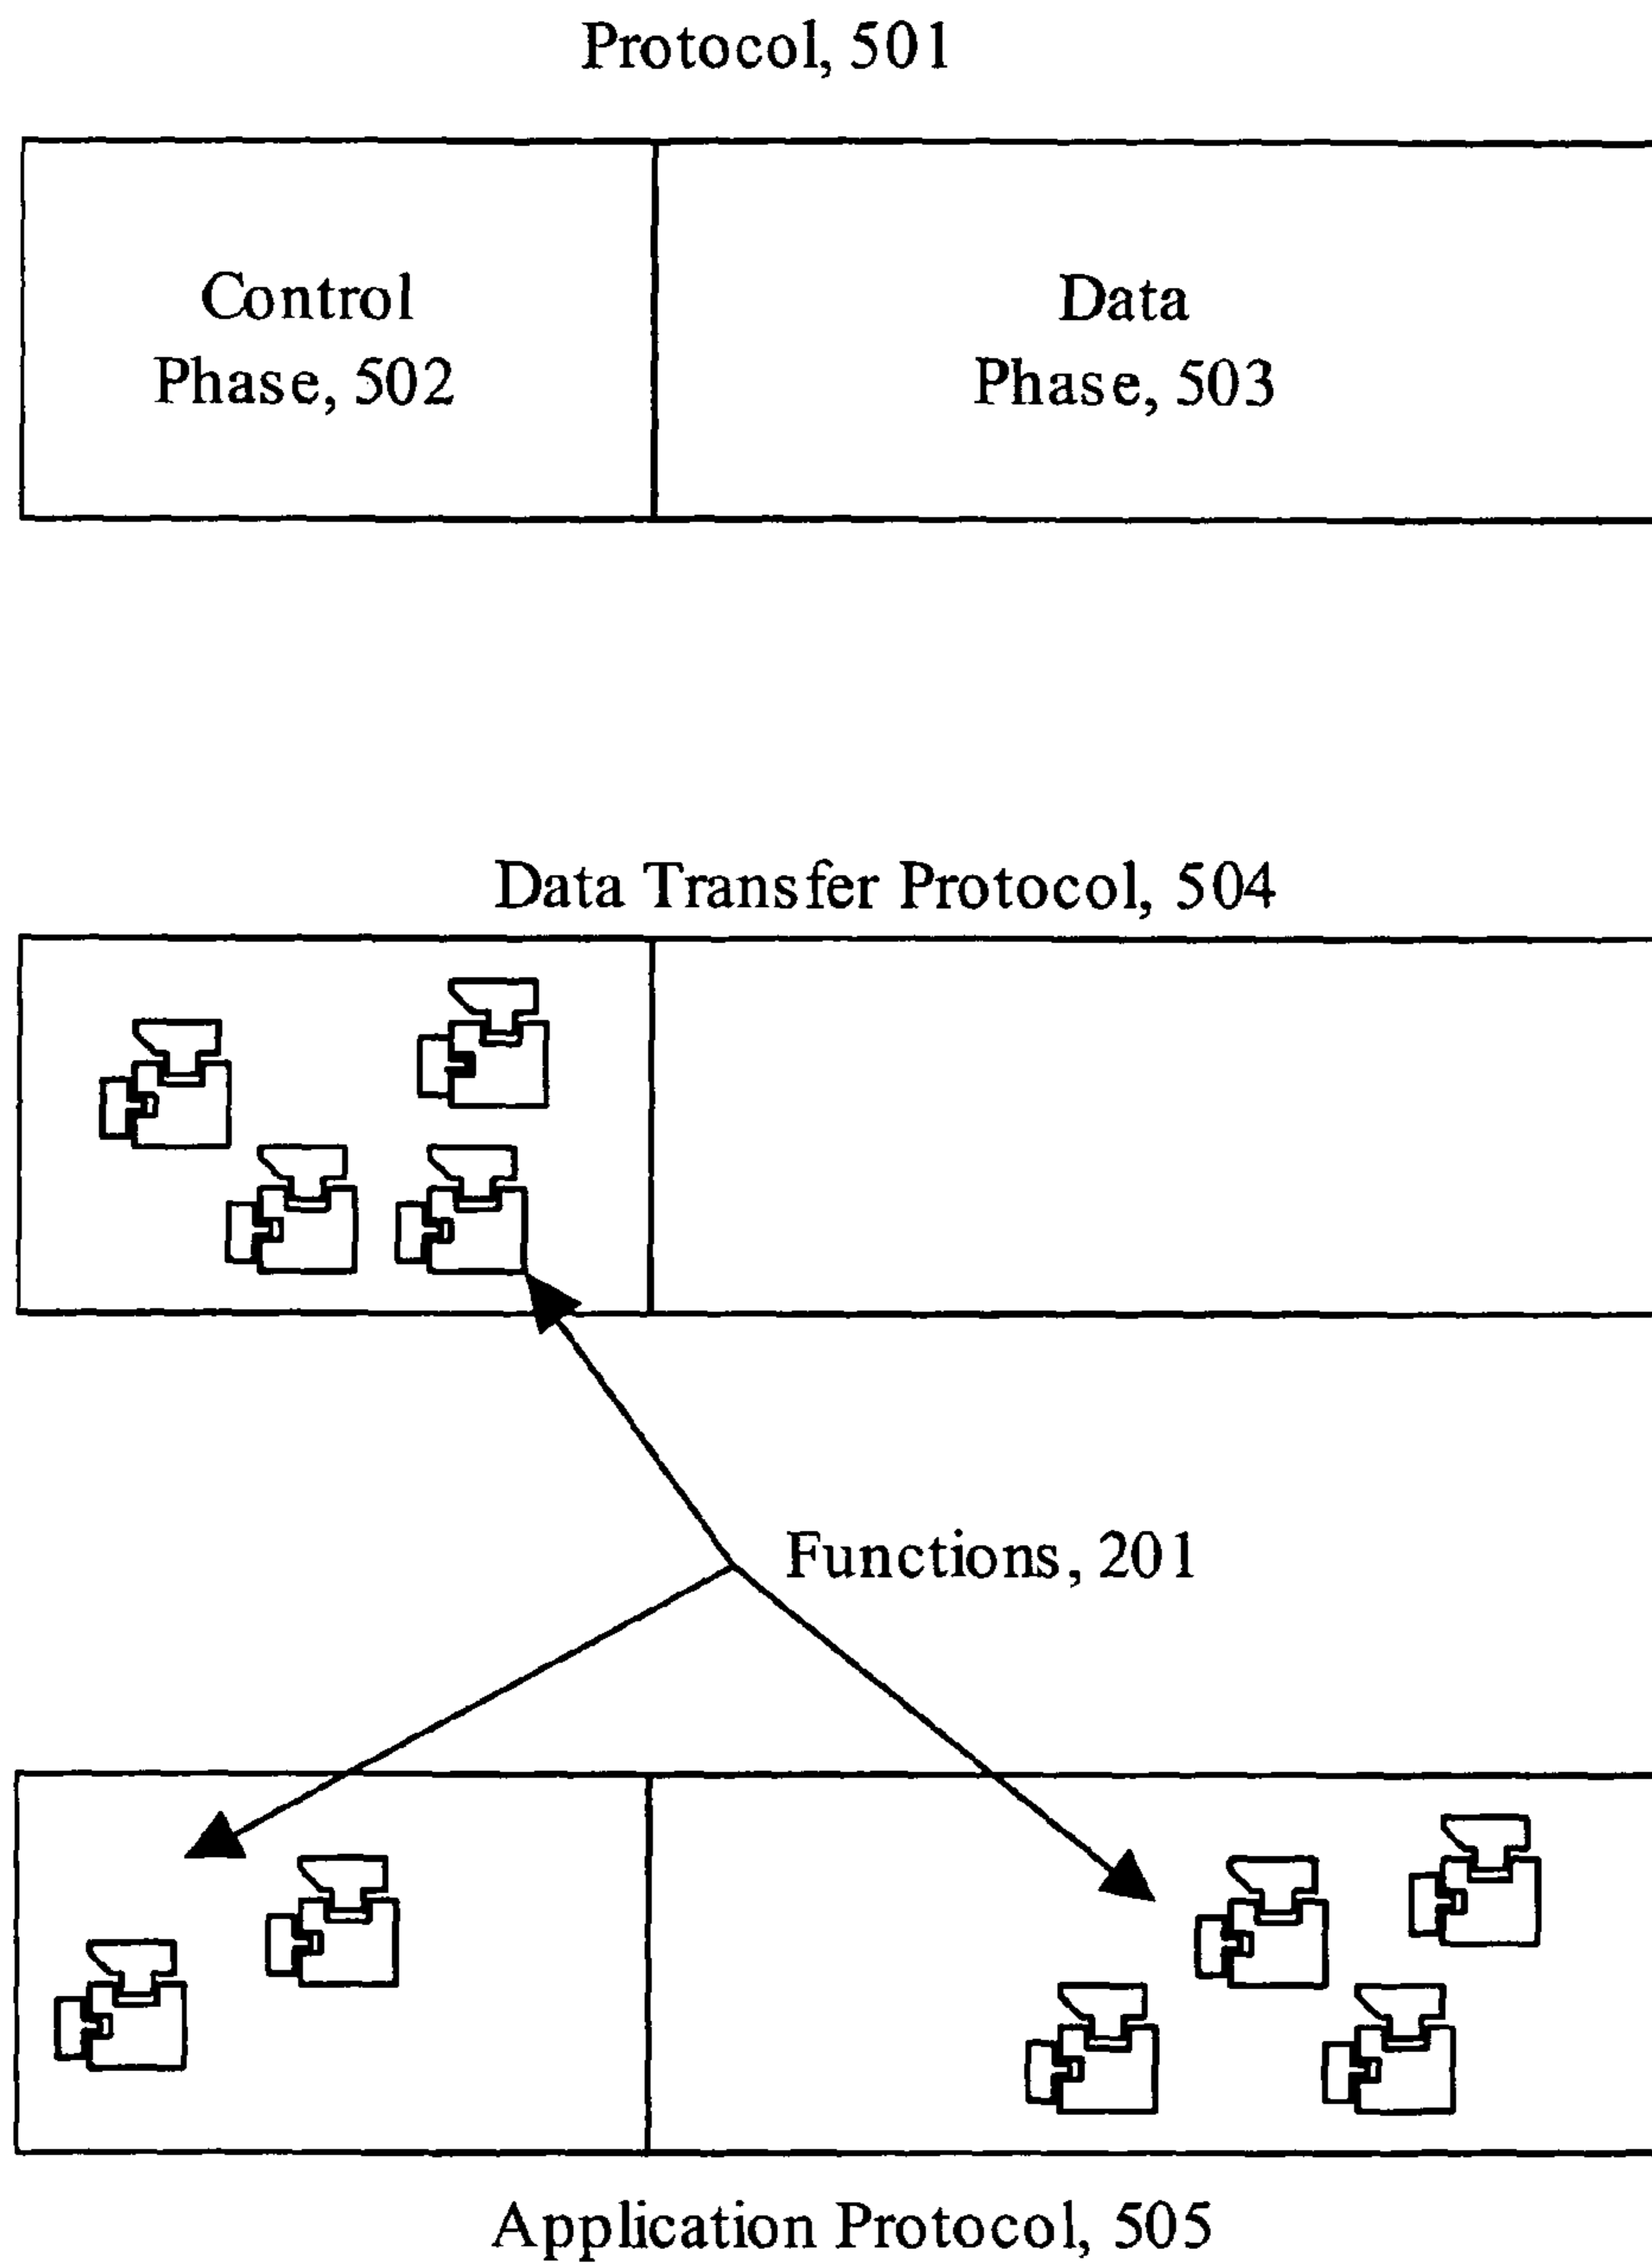 Protocol, 501
Control
Phase, 502
Data
Phase, 503
Data Transfer Protocol, 504
Functions, 201
Application Protocol, 505